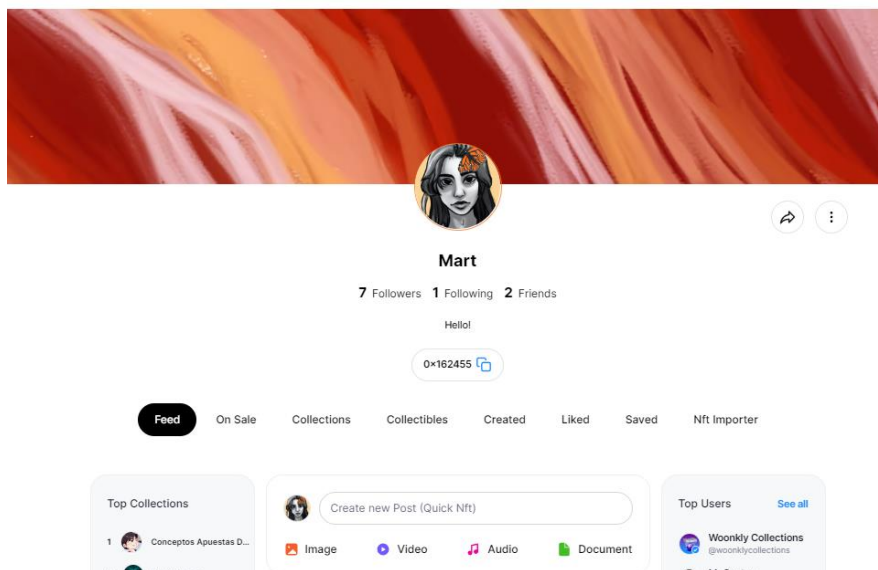 Mart
7 Followers 1 Following 2 Friends
Hello!
0×162455
Feed On Sale Collections Collectibles Created Liked Saved Nft Importer
Top Collections
1 Conceptos Apuestas D...
Create new Post (Quick Nft)
Image Video Audio Document
Top Users See all
Woonkly Collections
@woonklycollections